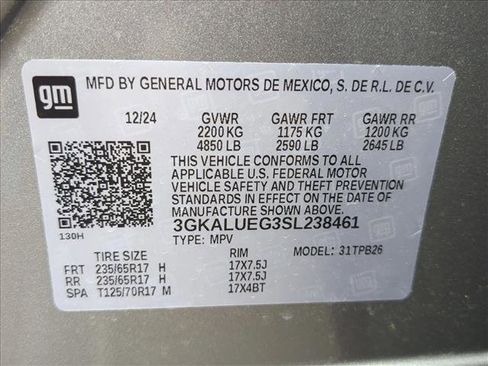 gm
MFD BY GENERAL MOTORS DE MEXICO, S. DE R.L. DE C.V.
12/24 GVWR GAWR FRT GAWR RR
2200 KG 1175 KG 1200 KG
4850 LB 2590 LB 2645 LB
THIS VEHICLE CONFORMS TO ALL
APPLICABLE U.S. FEDERAL MOTOR
VEHICLE SAFETY AND THEFT PREVENTION
STANDARDS IN EFFECT ON THE DATE OF
MANUFACTURE SHOWN ABOVE.
130H 3GKALUEG3SL238461
TYPE: MPV MODEL: 31TPB26
TIRE SIZE RIM
FRT 235/65R17 H 17X7.5J
RR 235/65R17 H 17X7.5J
SPA T125/70R17 M 17X4BT